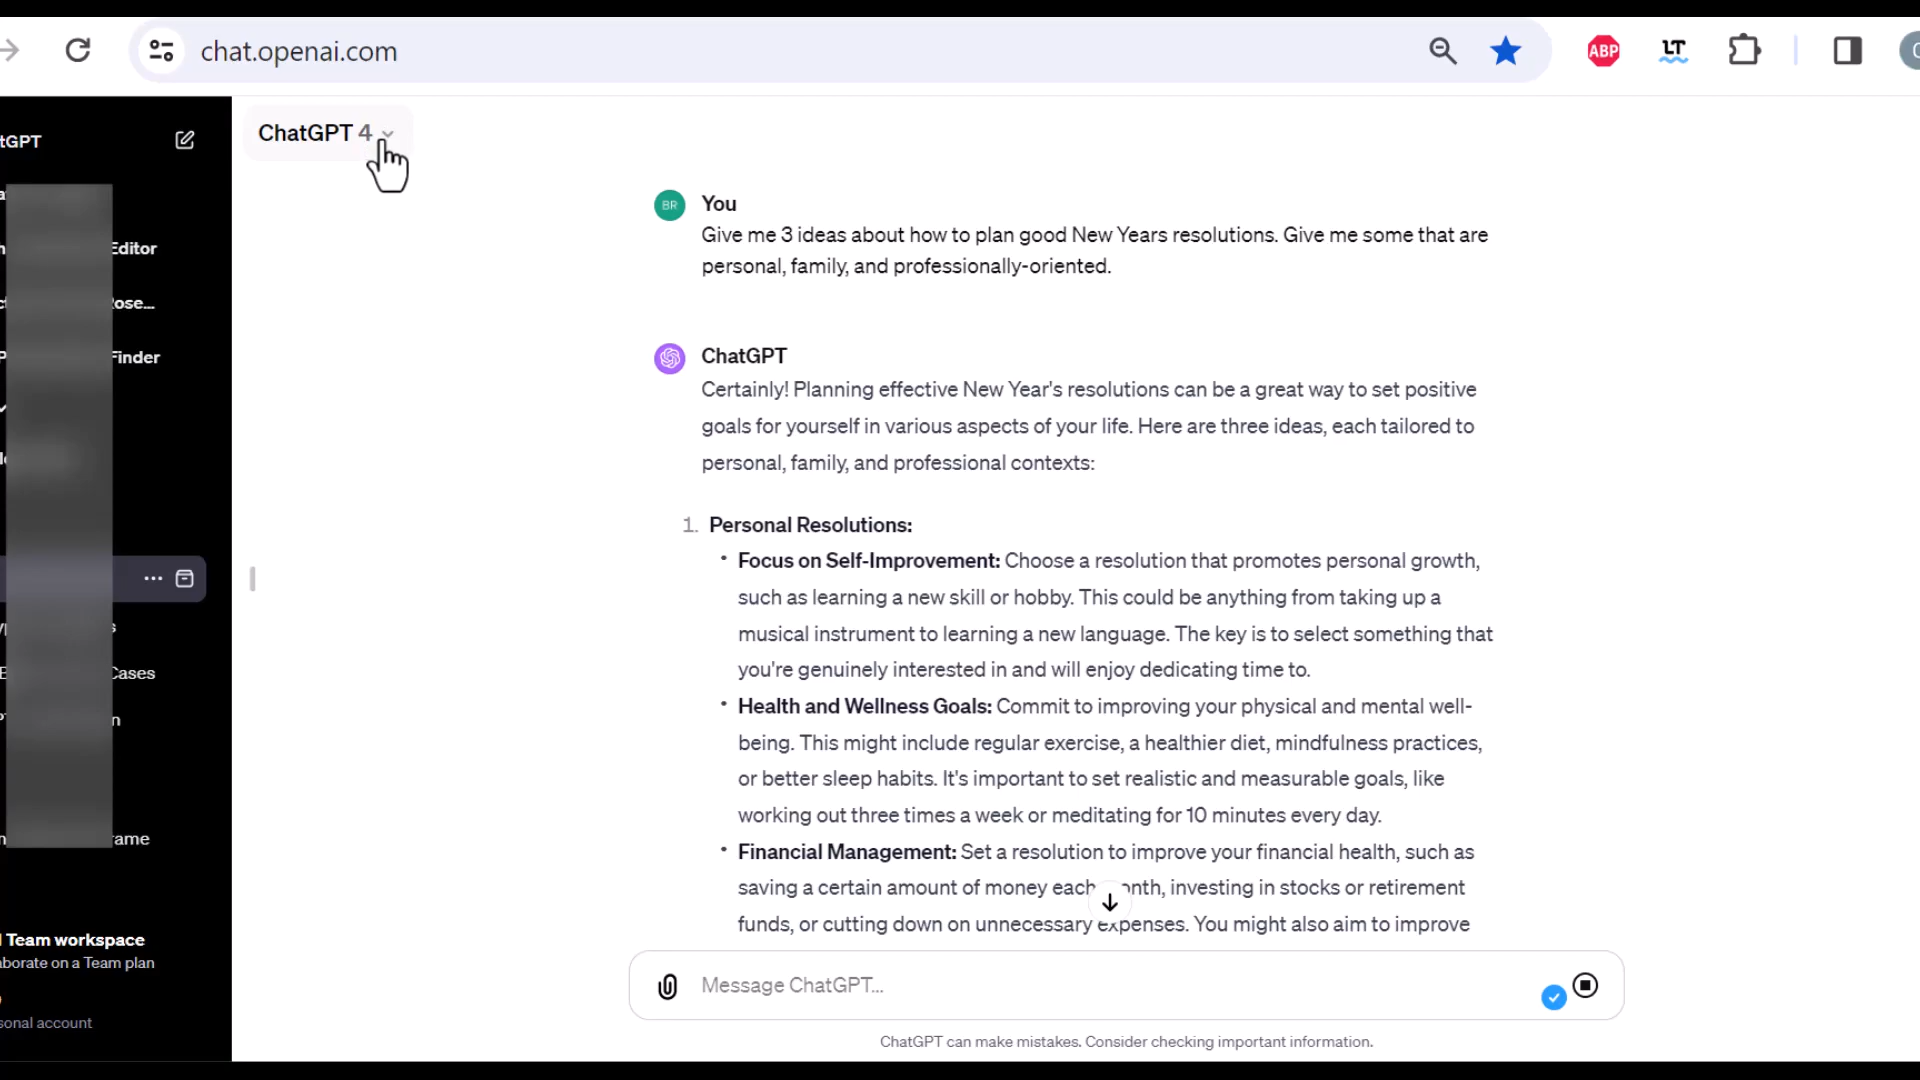 chat.openai.com
ABP
LT
tGPT
ChatGPT 4
BR
You
Give me 3 ideas about how to plan good New Years resolutions. Give me some that are
personal, family, and professionally-oriented.
Editor
ose...
Finder
Cases
ame
ChatGPT
Certainly! Planning effective New Year's resolutions can be a great way to set positive
goals for yourself in various aspects of your life. Here are three ideas, each tailored to
personal, family, and professional contexts:
1. Personal Resolutions:
• Focus on Self-Improvement: Choose a resolution that promotes personal growth,
such as learning a new skill or hobby. This could be anything from taking up a
musical instrument to learning a new language. The key is to select something that
you're genuinely interested in and will enjoy dedicating time to.
• Health and Wellness Goals: Commit to improving your physical and mental well-
being. This might include regular exercise, a healthier diet, mindfulness practices,
or better sleep habits. It's important to set realistic and measurable goals, like
working out three times a week or meditating for 10 minutes every day.
• Financial Management: Set a resolution to improve your financial health, such as
saving a certain amount of money each month, investing in stocks or retirement
funds, or cutting down on unnecessary expenses. You might also aim to improve
Team workspace
aborate on a Team plan
sonal account
Message ChatGPT...
ChatGPT can make mistakes. Consider checking important information.